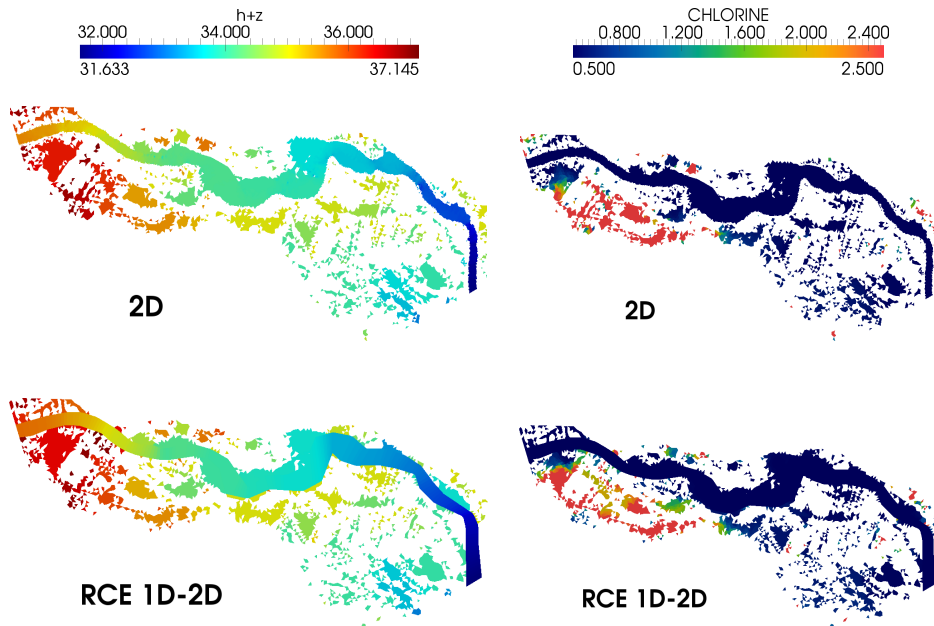 h+z
32.000 34.000 36.000
31.633 37.145
CHLORINE
0.800 1.200 1.600 2.000 2.400
0.500 2.500
2D
2D
RCE 1D-2D
RCE 1D-2D